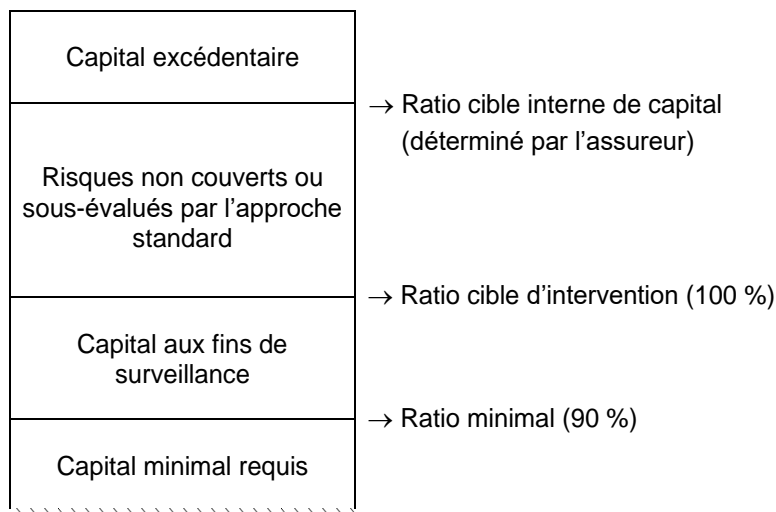 Capital excédentaire
→ Ratio cible interne de capital
(déterminé par l'assureur)
Risques non couverts ou
sous-évalués par l'approche
standard
→ Ratio cible d'intervention (100 %)
Capital aux fins de
surveillance
→ Ratio minimal (90 %)
Capital minimal requis